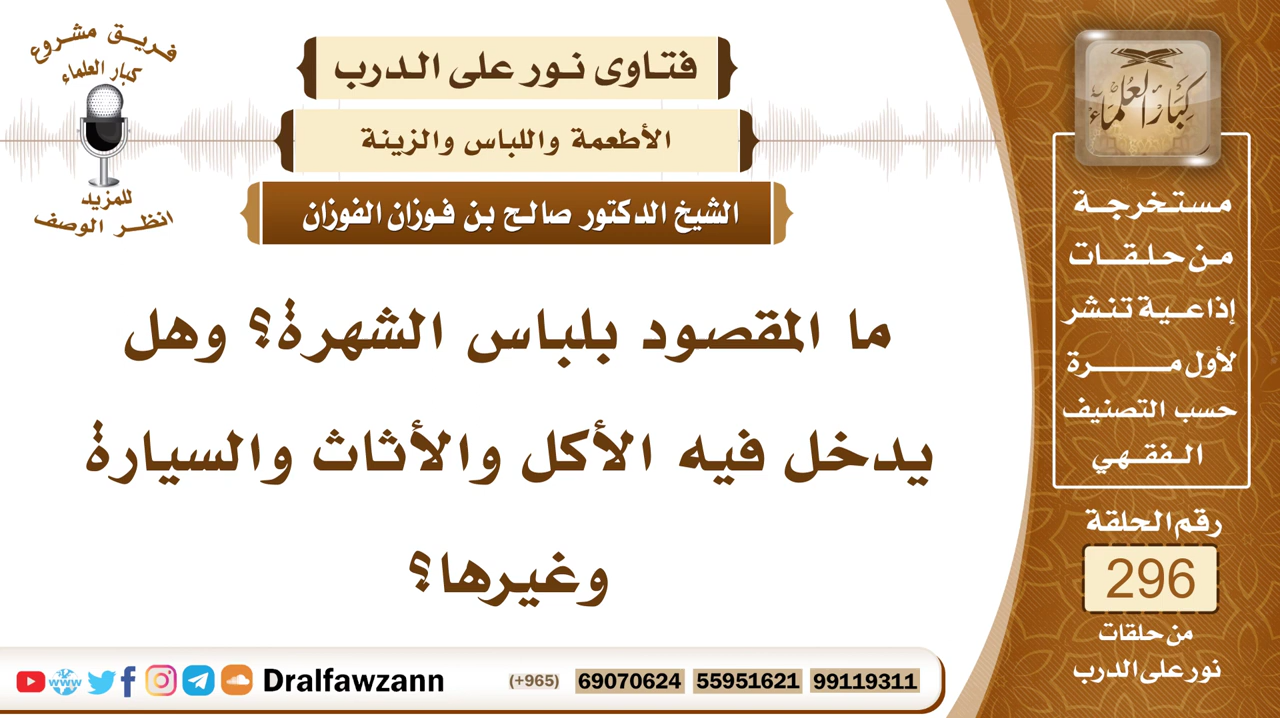 فريق مشروع
كبار العلماء
للمزيد
انظر الوصف
فتاوى نور على الدرب
الأطعمة واللباس والزينة
الشيخ الدكتور صالح بن فوزان الفوزان
ما المقصود بلباس الشهرة؟ وهل
يدخل فيه الأكل والأثاث والسيارة
وغيرها؟
كبار العلماء
مستخرجة
من حلقات
إذاعية تنشر
لأول مرة
حسب التصنيف
الفقهي
رقم الحلقة
296
من حلقات
نور على الدرب
www Dralfawzann (+965) 69070624 55951621 99119311